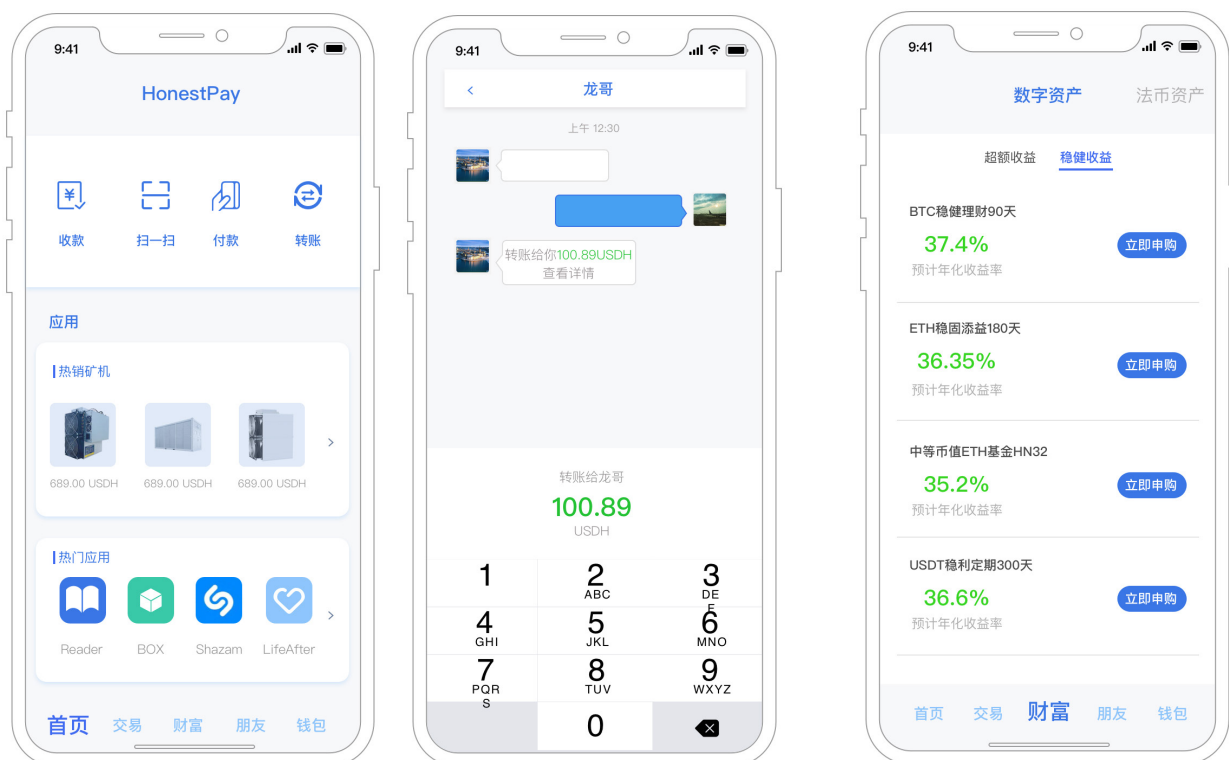 9:41
HonestPay
收款 扫一扫 付款 转账
应用
热销矿机
689.00 USDH 689.00 USDH 689.00 USDH
热门应用
Reader BOX Shazam LifeAfter
首页 交易 财富 朋友 钱包
9:41
龙哥
上午 12:30
转账给你100.89USDH
查看详情
转账给龙哥
100.89
USDH
1 2 3
ABC DE
F
4 5 6
GHI JKL MNO
7 8 9
PQR TUV WXYZ
S
0
9:41
数字资产 法币资产
超额收益 稳健收益
BTC稳健理财90天
37.4% 立即申购
预计年化收益率
ETH稳固添益180天
36.35% 立即申购
预计年化收益率
中等币值ETH基金HN32
35.2% 立即申购
预计年化收益率
USDT稳利定期300天
36.6% 立即申购
预计年化收益率
首页 交易 财富 朋友 钱包